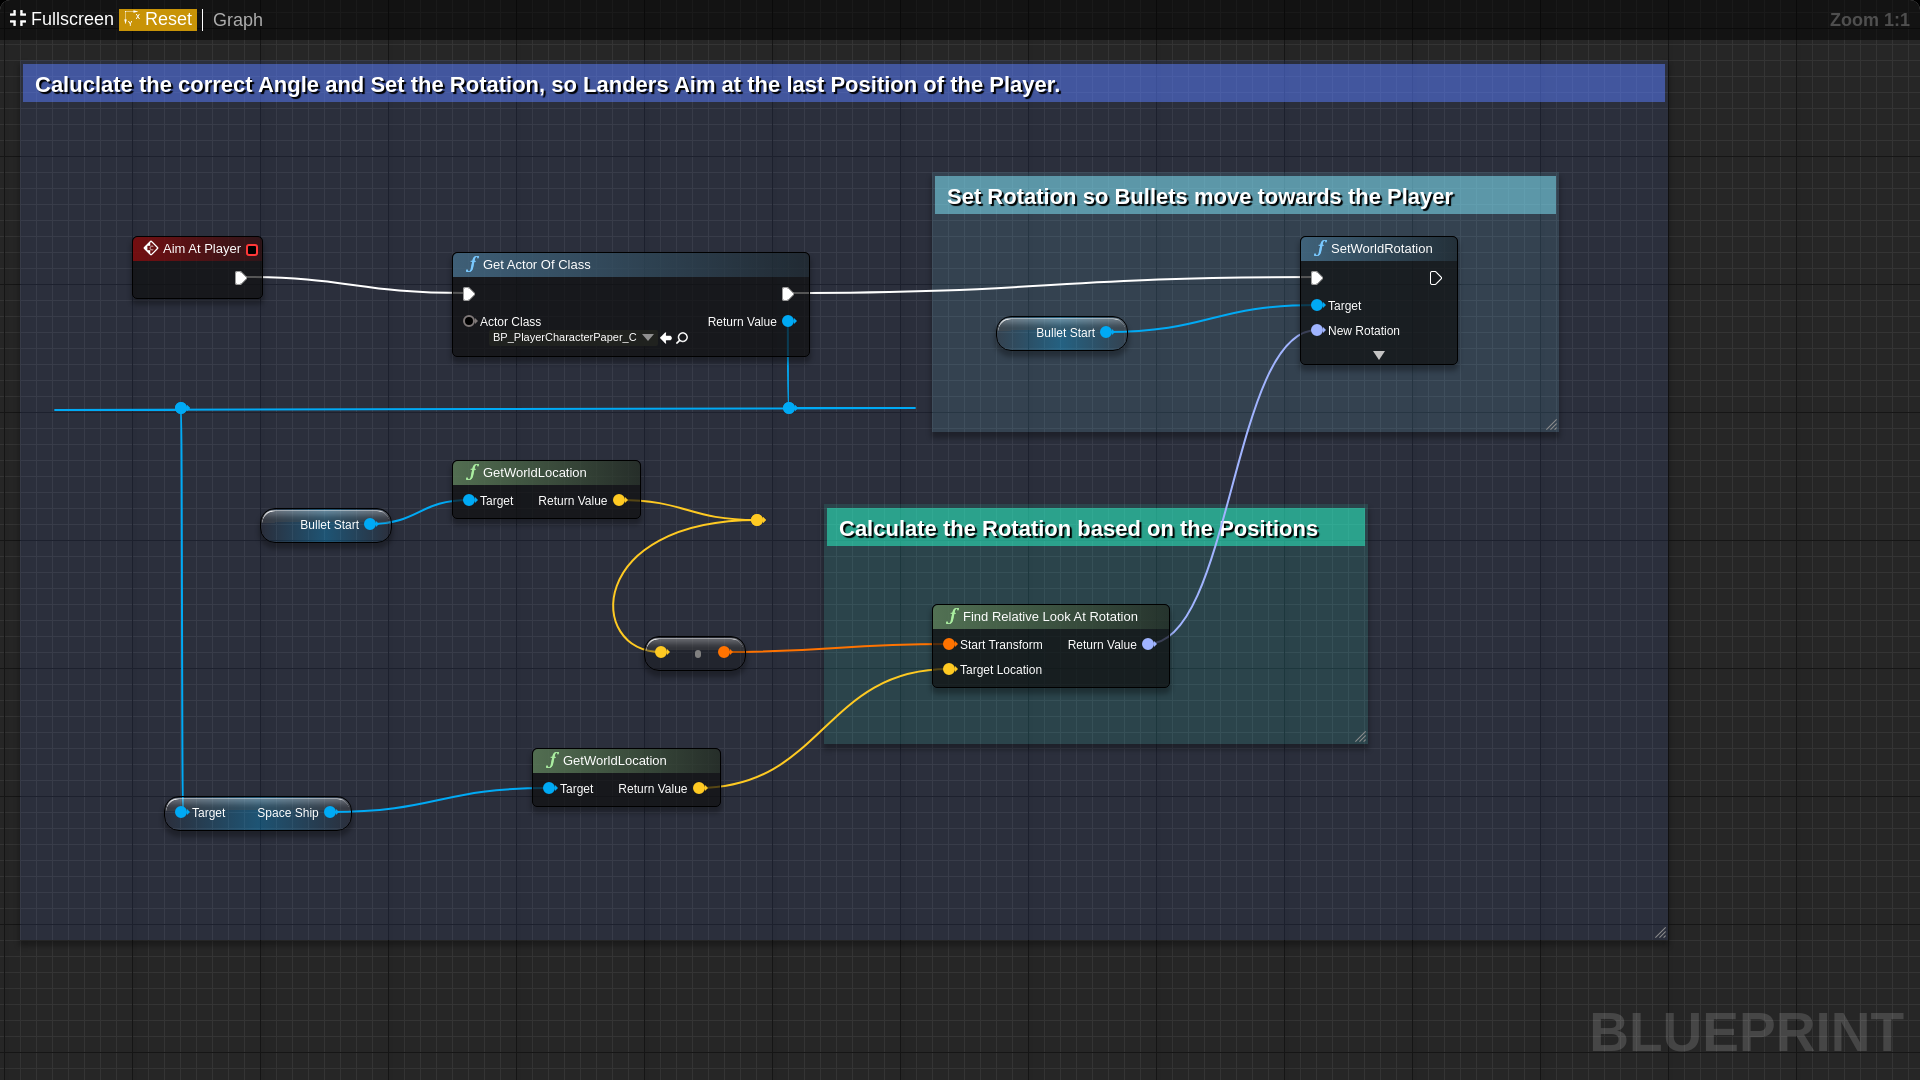 Fullscreen Reset Graph Zoom 1:1
Caluclate the correct Angle and Set the Rotation, so Landers Aim at the last Position of the Player.
Set Rotation so Bullets move towards the Player
Aim At Player
Get Actor Of Class
Actor Class
Return Value
BP_PlayerCharacterPaper_C
SetWorldRotation
Target
New Rotation
Bullet Start
GetWorldLocation
Target Return Value
Bullet Start
Calculate the Rotation based on the Positions
Find Relative Look At Rotation
Start Transform Return Value
Target Location
GetWorldLocation
Target Return Value
Target Space Ship
BLUEPRINT